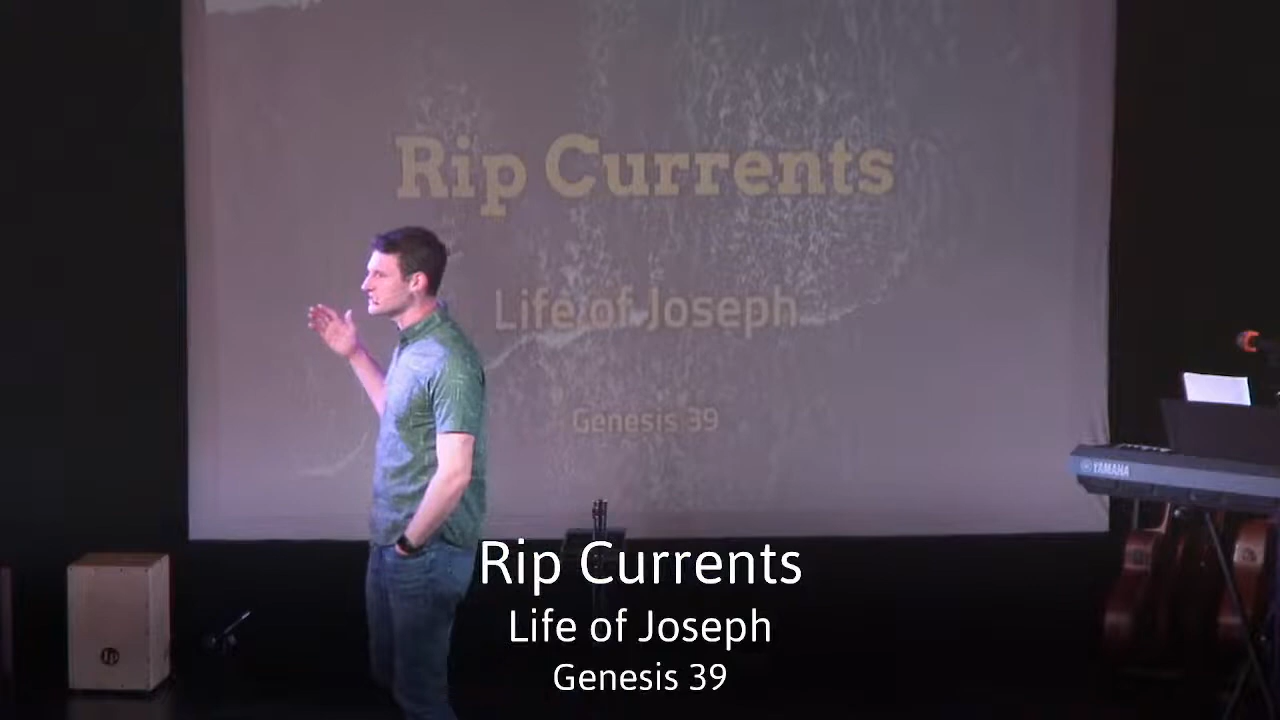 Rip Currents
Life of Joseph
Genesis 39
YAMAHA
Rip Currents
Life of Joseph
Genesis 39